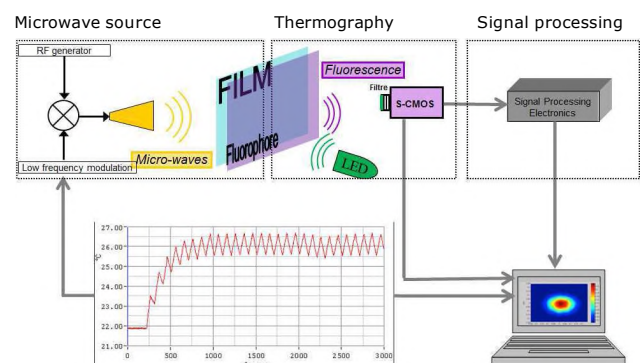 Microwave source
Thermography
Signal processing
RF generator
Low frequency modulation
Micro-waves
FILM
Fluorophore
Fluorescence
Filtre
S-CMOS
LED
Signal Processing
Electronics
27.00
26.00
25.00
24.00
23.00
22.00
21.00
°C
0
500
1000
1500
2000
2500
3000